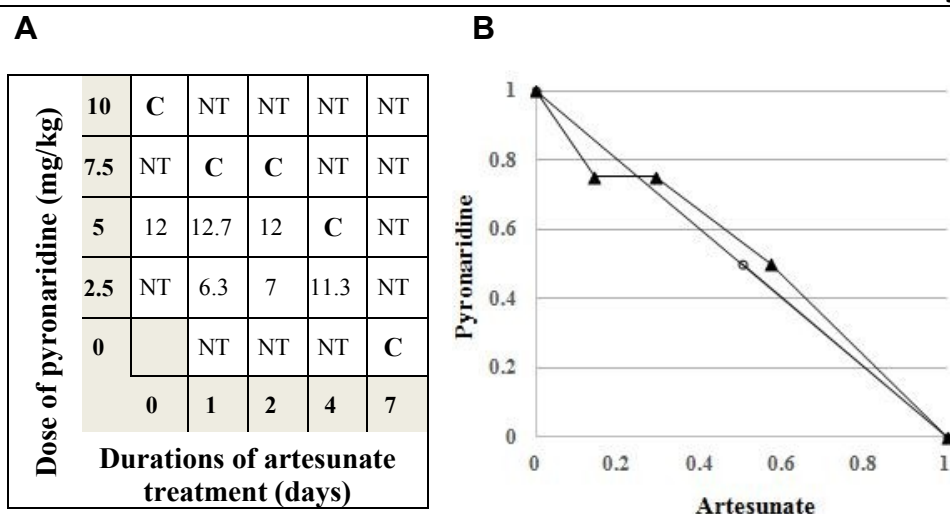 A
Dose of pyronaridine (mg/kg)
10 C NT NT NT NT
7.5 NT C C NT NT
5 12 12.7 12 C NT
2.5 NT 6.3 7 11.3 NT
0 NT NT NT C
0 1 2 4 7
Durations of artesunate
treatment (days)
B
Pyronaridine
1
0.8
0.6
0.4
0.2
0
0 0.2 0.4 0.6 0.8 1
Artesunate